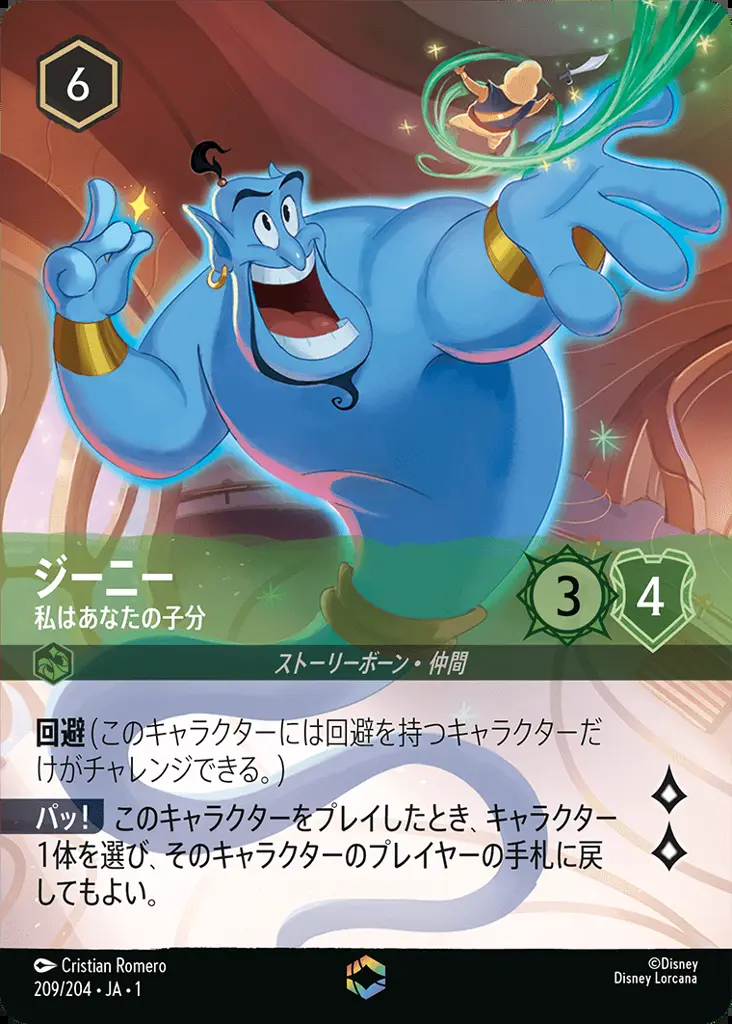 6
ジーニー
私はあなたの子分
3
4
ストーリーボーン・仲間
回避(このキャラクターには回避を持つキャラクターだ
けがチャレンジできる。)
パッ! このキャラクターをプレイしたとき、キャラクター
1体を選び、そのキャラクターのプレイヤーの手札に戻
してもよい。
Cristian Romero
209/204・JA・1
©Disney
Disney Lorcana